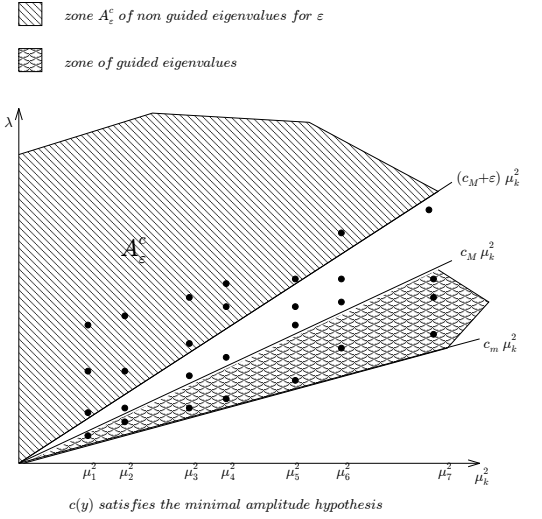 zone A_ε^c of non guided eigenvalues for ε
zone of guided eigenvalues
λ
(c_M+ε) μ_k^2
c_M μ_k^2
A_ε^c
c_m μ_k^2
μ_1^2 μ_2^2 μ_3^2 μ_4^2 μ_5^2 μ_6^2 μ_7^2 μ_k^2
c(y) satisfies the minimal amplitude hypothesis